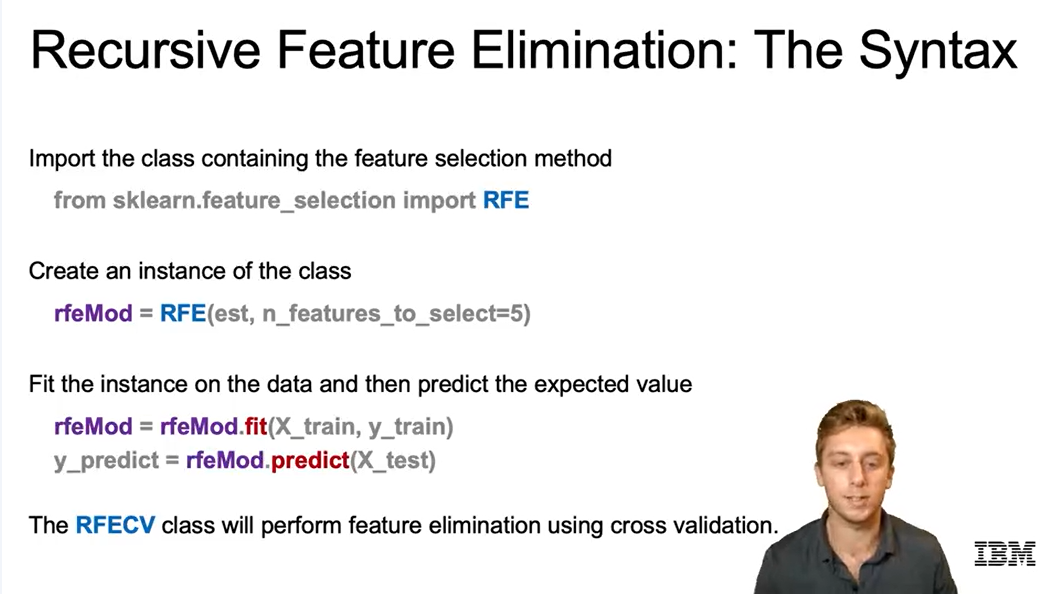 Recursive Feature Elimination: The Syntax
Import the class containing the feature selection method
from sklearn.feature_selection import RFE
Create an instance of the class
rfeMod = RFE(est, n_features_to_select=5)
Fit the instance on the data and then predict the expected value
rfeMod = rfeMod.fit(X_train, y_train)
y_predict = rfeMod.predict(X_test)
The RFECV class will perform feature elimination using cross validation.
IBM